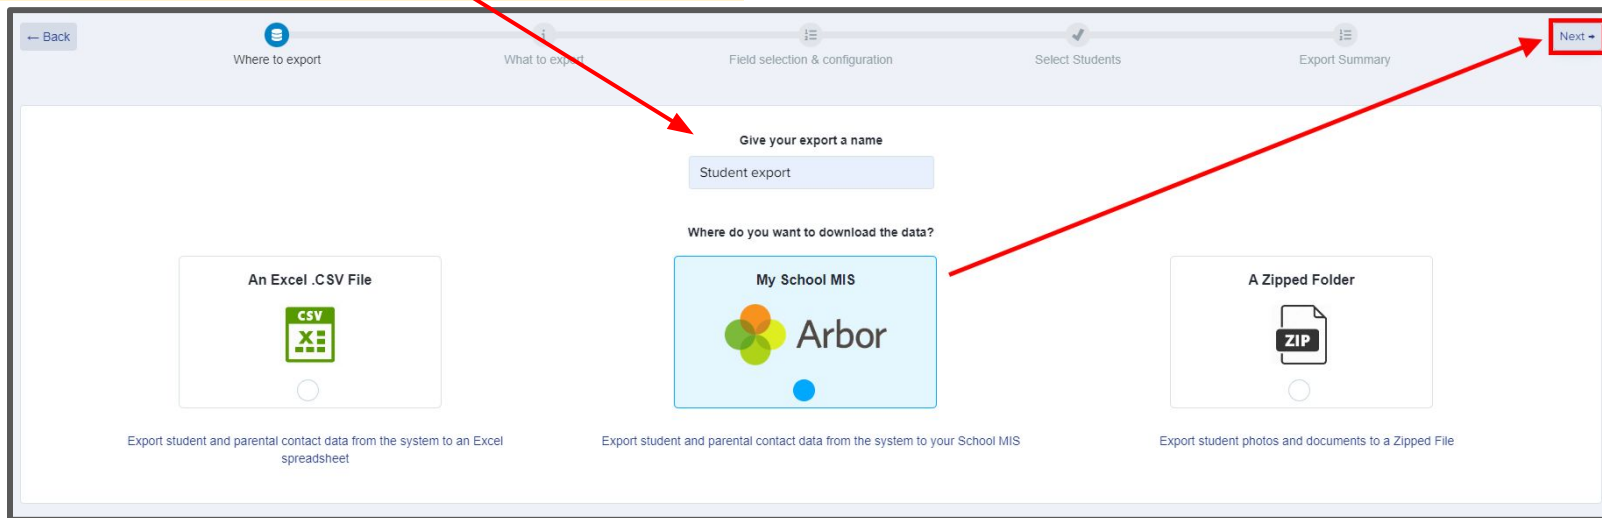 ← Back
Where to export
What to export
Field selection & configuration
Select Students
Export Summary
Next →
Give your export a name
Student export
Where do you want to download the data?
An Excel .CSV File
My School MIS
A Zipped Folder
CSV
Arbor
ZIP
Export student and parental contact data from the system to an Excel
spreadsheet
Export student and parental contact data from the system to your School MIS
Export student photos and documents to a Zipped File